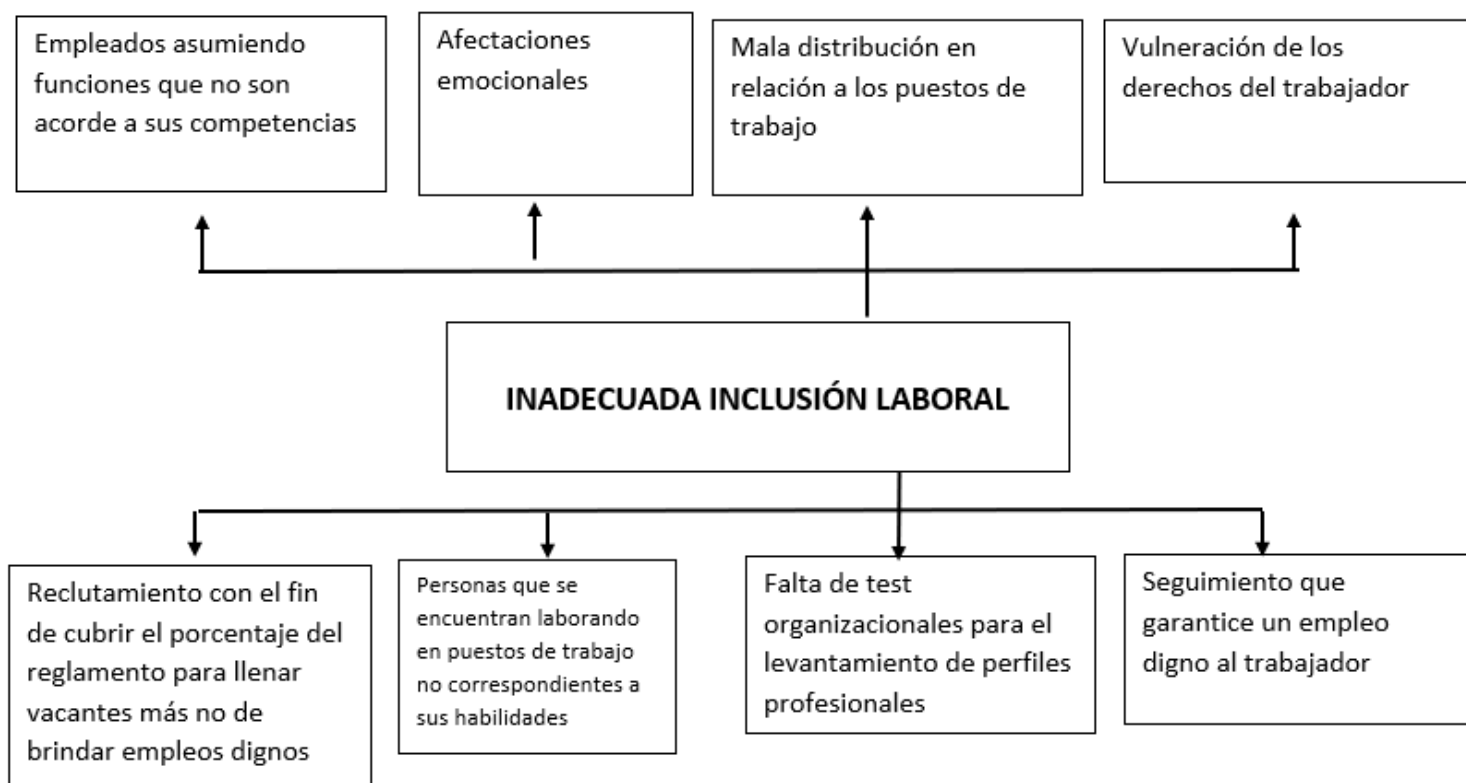 Empleados asumiendo
funciones que no son
acorde a sus competencias
Afectaciones
emocionales
Mala distribución en
relación a los puestos de
trabajo
Vulneración de los
derechos del trabajador
INADECUADA INCLUSIÓN LABORAL
Reclutamiento con el fin
de cubrir el porcentaje del
reglamento para llenar
vacantes más no de
brindar empleos dignos
Personas que se
encuentran laborando
en puestos de trabajo
no correspondientes a
sus habilidades
Falta de test
organizacionales para el
levantamiento de perfiles
profesionales
Seguimiento que
garantice un empleo
digno al trabajador